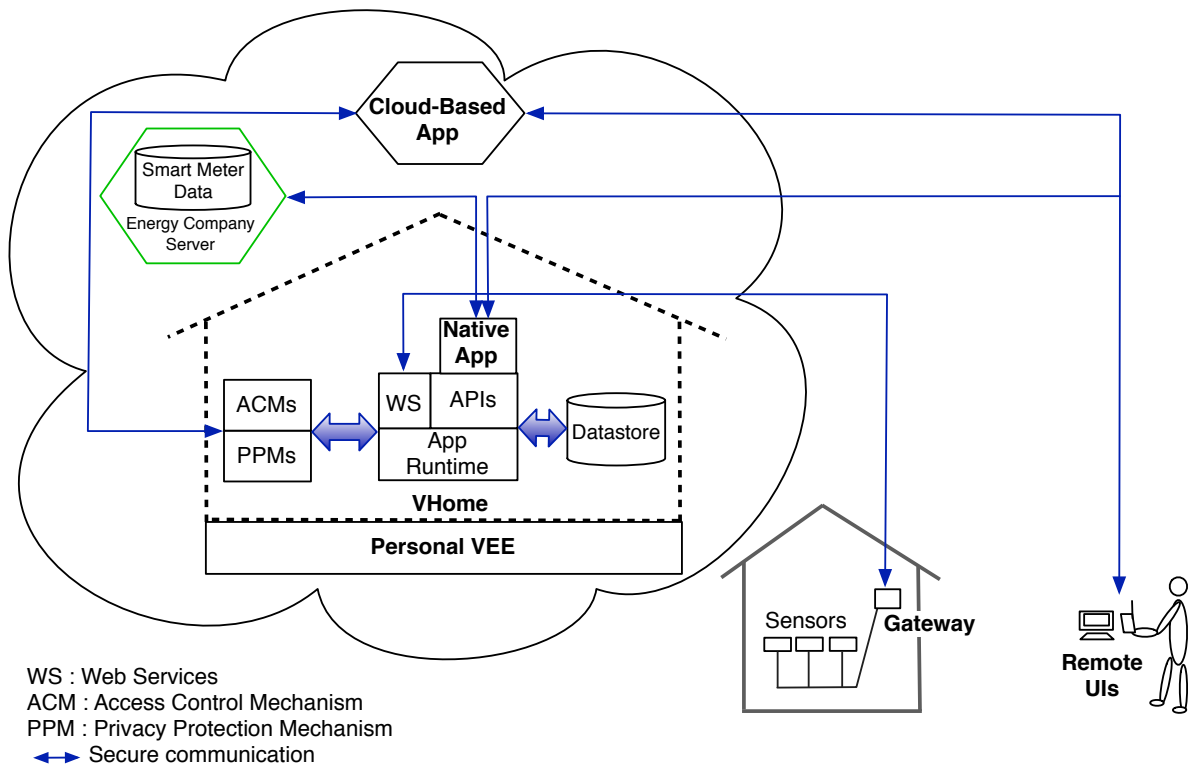 Cloud-Based
App
Smart Meter
Data
Energy Company
Server
Native
App
ACMs
WS
APIs
PPMs
App
Runtime
Datastore
VHome
Personal VEE
Sensors
Gateway
Remote
UIs
WS : Web Services
ACM : Access Control Mechanism
PPM : Privacy Protection Mechanism
Secure communication